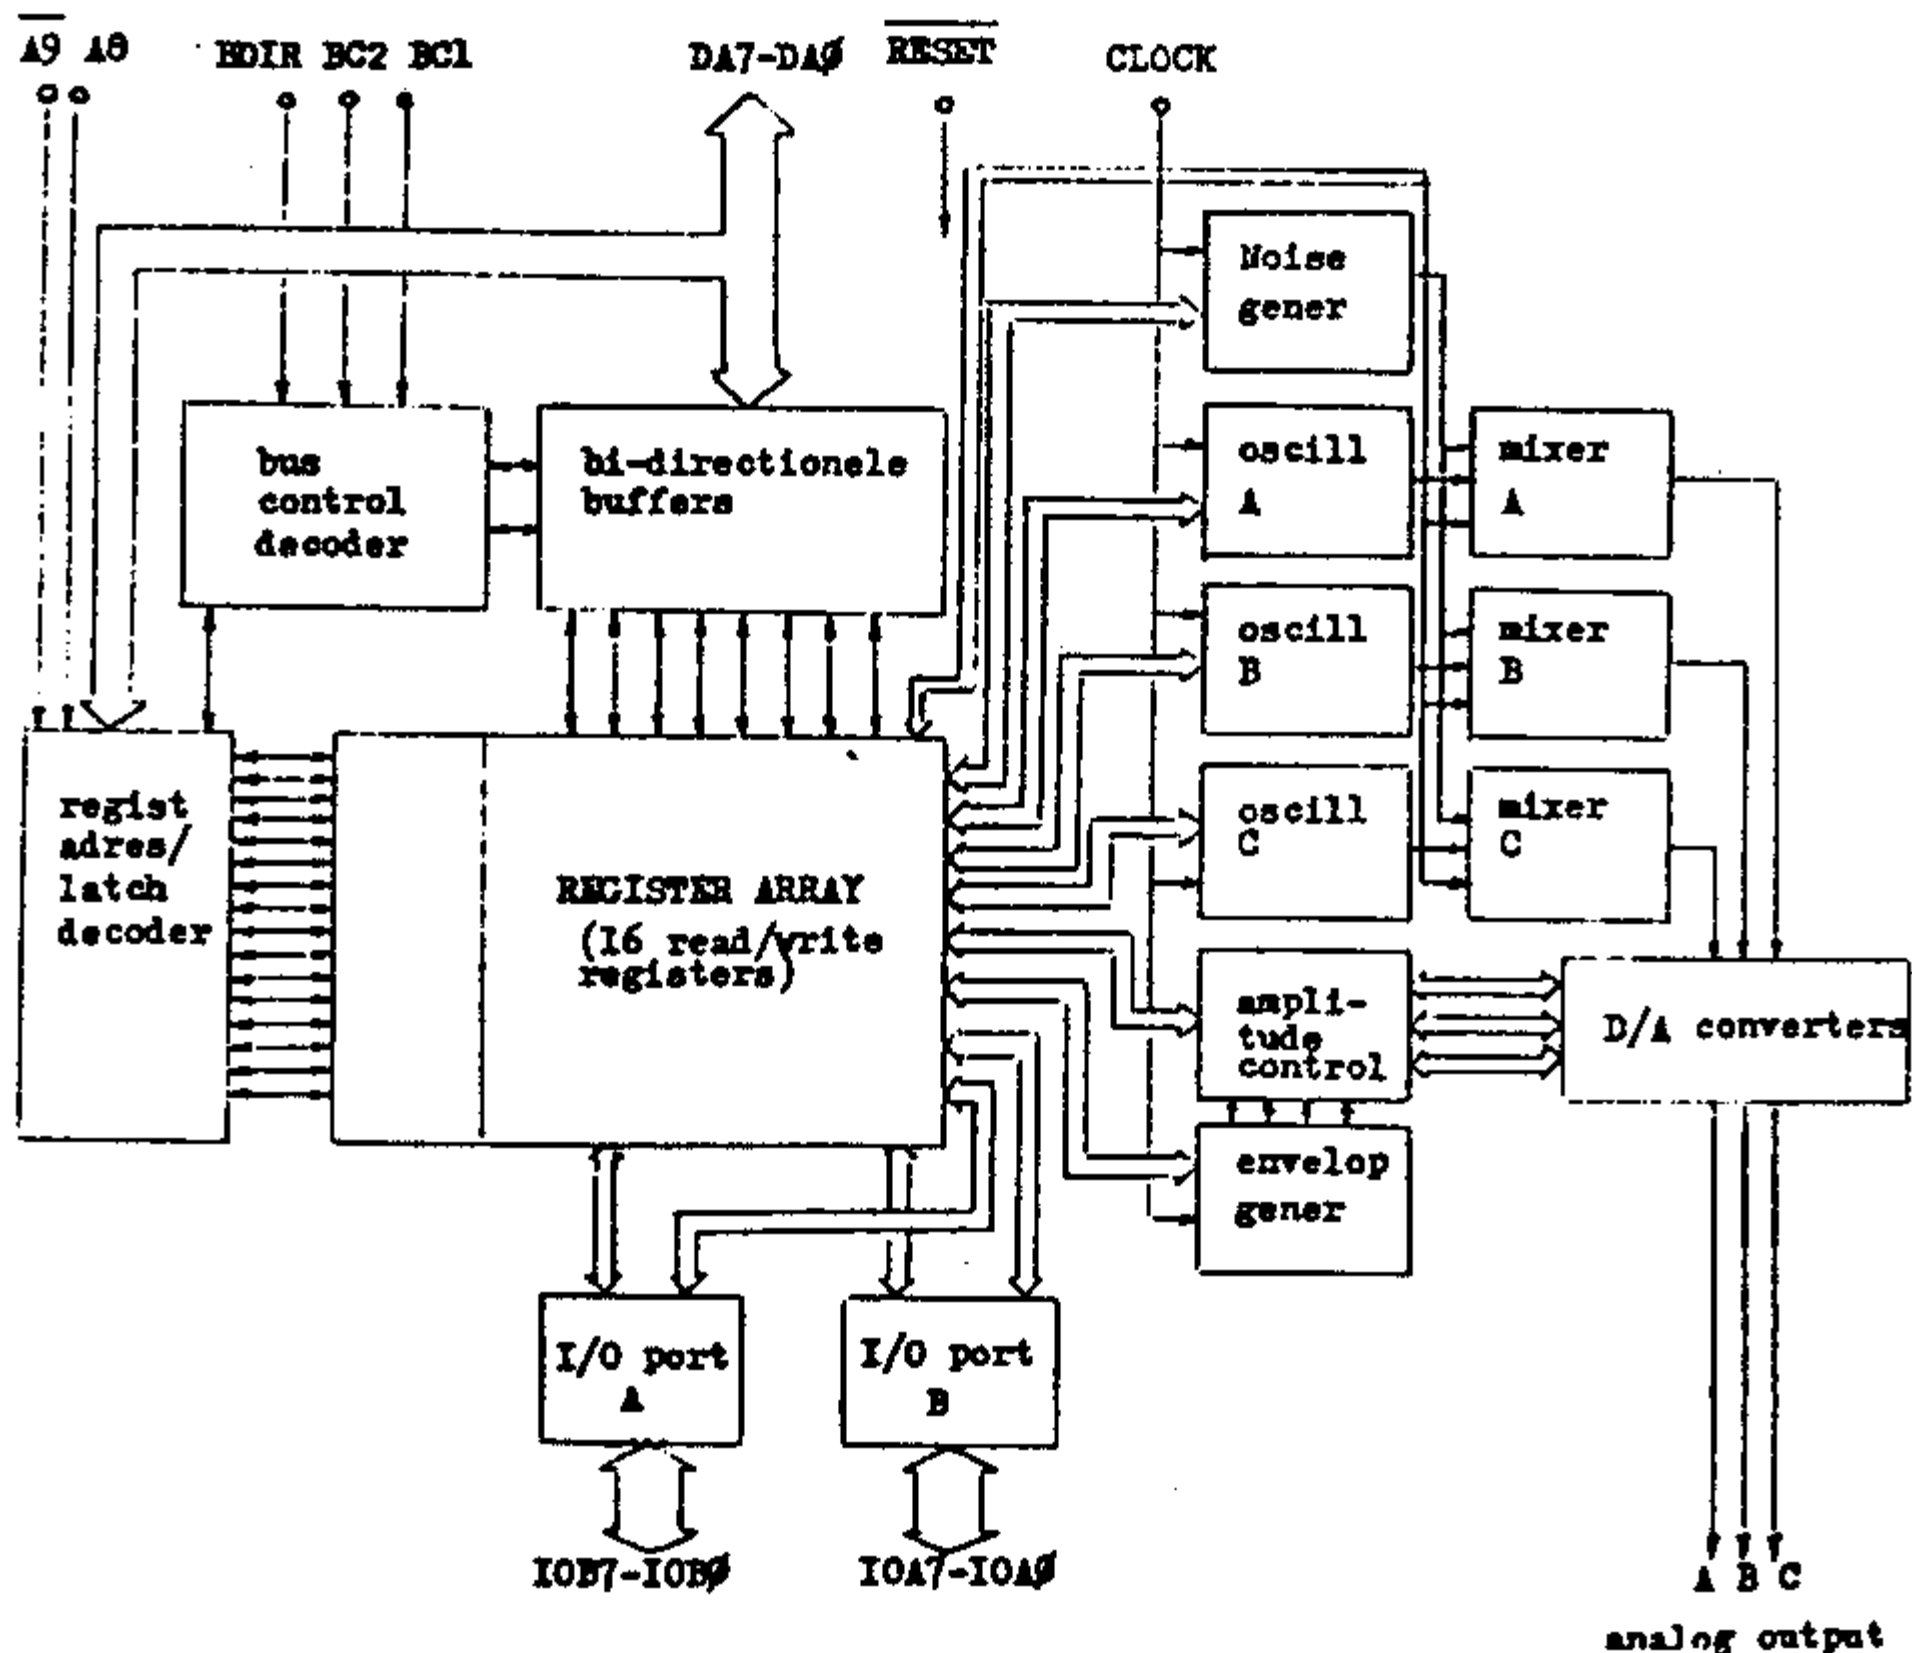 A9 A8 BDIR BC2 BC1 DA7-DAØ RESET CLOCK
Noise
gener
bus
control
decoder
bi-directionele
buffers
oscill
A
mixer
A
oscill
B
mixer
B
regist
adres/
latch
decoder
REGISTER ARRAY
(I6 read/write
registers)
oscill
C
mixer
C
ampli-
tude
control
D/A converters
envelop
gener
I/O port
A
I/O port
B
IOB7-IOBØ
IOA7-IOAØ
A B C
analog output